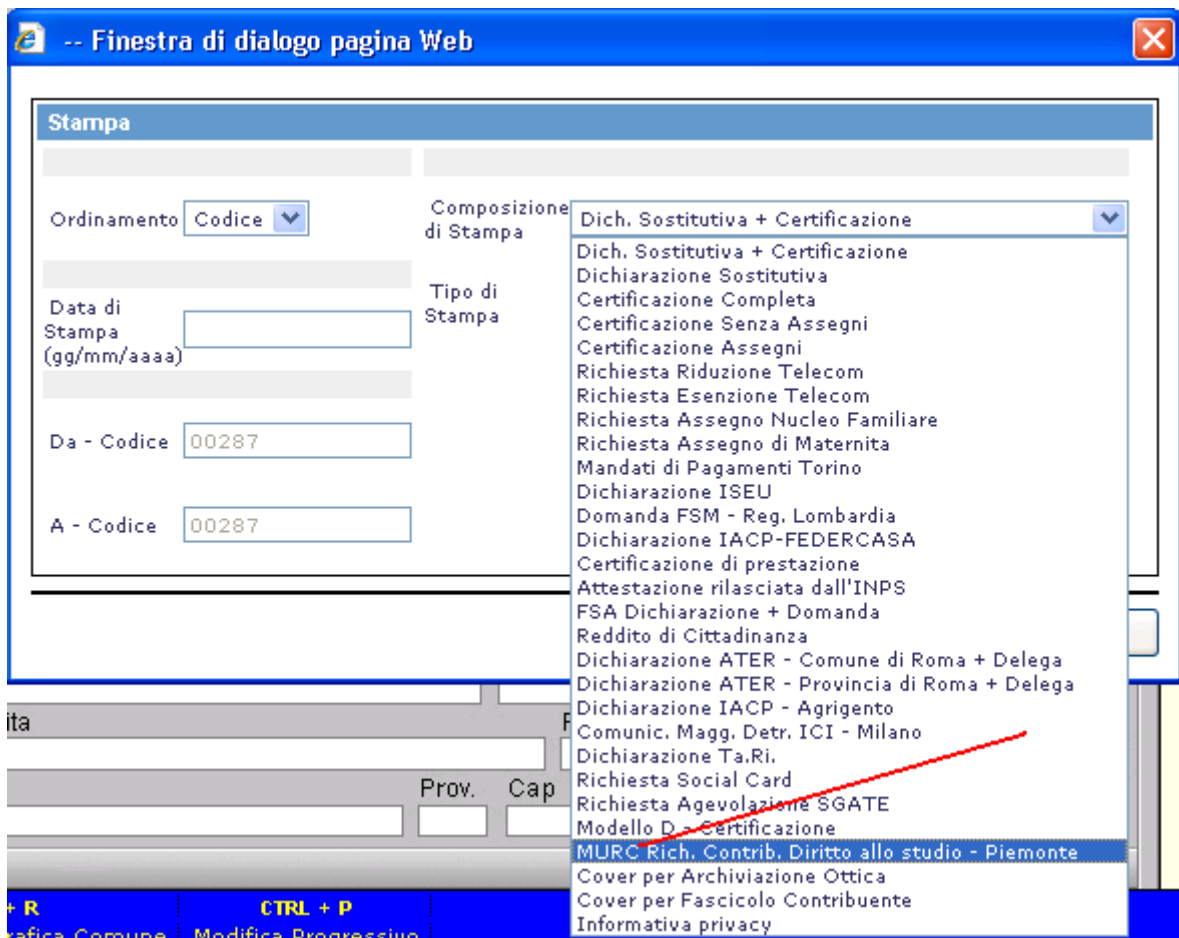 -- Finestra di dialogo pagina Web
Stampa
Ordinamento Codice
Composizione di Stampa
Dich. Sostitutiva + Certificazione
Data di Stampa (gg/mm/aaaa)
Tipo di Stampa
Da - Codice 00287
A - Codice 00287
Dich. Sostitutiva + Certificazione
Dichiarazione Sostitutiva
Certificazione Completa
Certificazione Senza Assegni
Certificazione Assegni
Richiesta Riduzione Telecom
Richiesta Esenzione Telecom
Richiesta Assegno Nucleo Familiare
Richiesta Assegno di Maternita
Mandati di Pagamenti Torino
Dichiarazione ISEU
Domanda FSM - Reg. Lombardia
Dichiarazione IACP-FEDERCASA
Certificazione di prestazione
Attestazione rilasciata dall'INPS
FSA Dichiarazione + Domanda
Reddito di Cittadinanza
Dichiarazione ATER - Comune di Roma + Delega
Dichiarazione ATER - Provincia di Roma + Delega
Dichiarazione IACP - Agrigento
Comunic. Magg. Detr. ICI - Milano
Dichiarazione Ta.Ri.
Richiesta Social Card
Richiesta Agevolazione SGATE
Modello D - Certificazione
MURC Rich. Contrib. Diritto allo studio - Piemonte
Cover per Archiviazione Ottica
Cover per Fascicolo Contribuente
Informativa privacy
ita
Prov. Cap
+ R
CTRL + P
Comune Modifica Progressivo